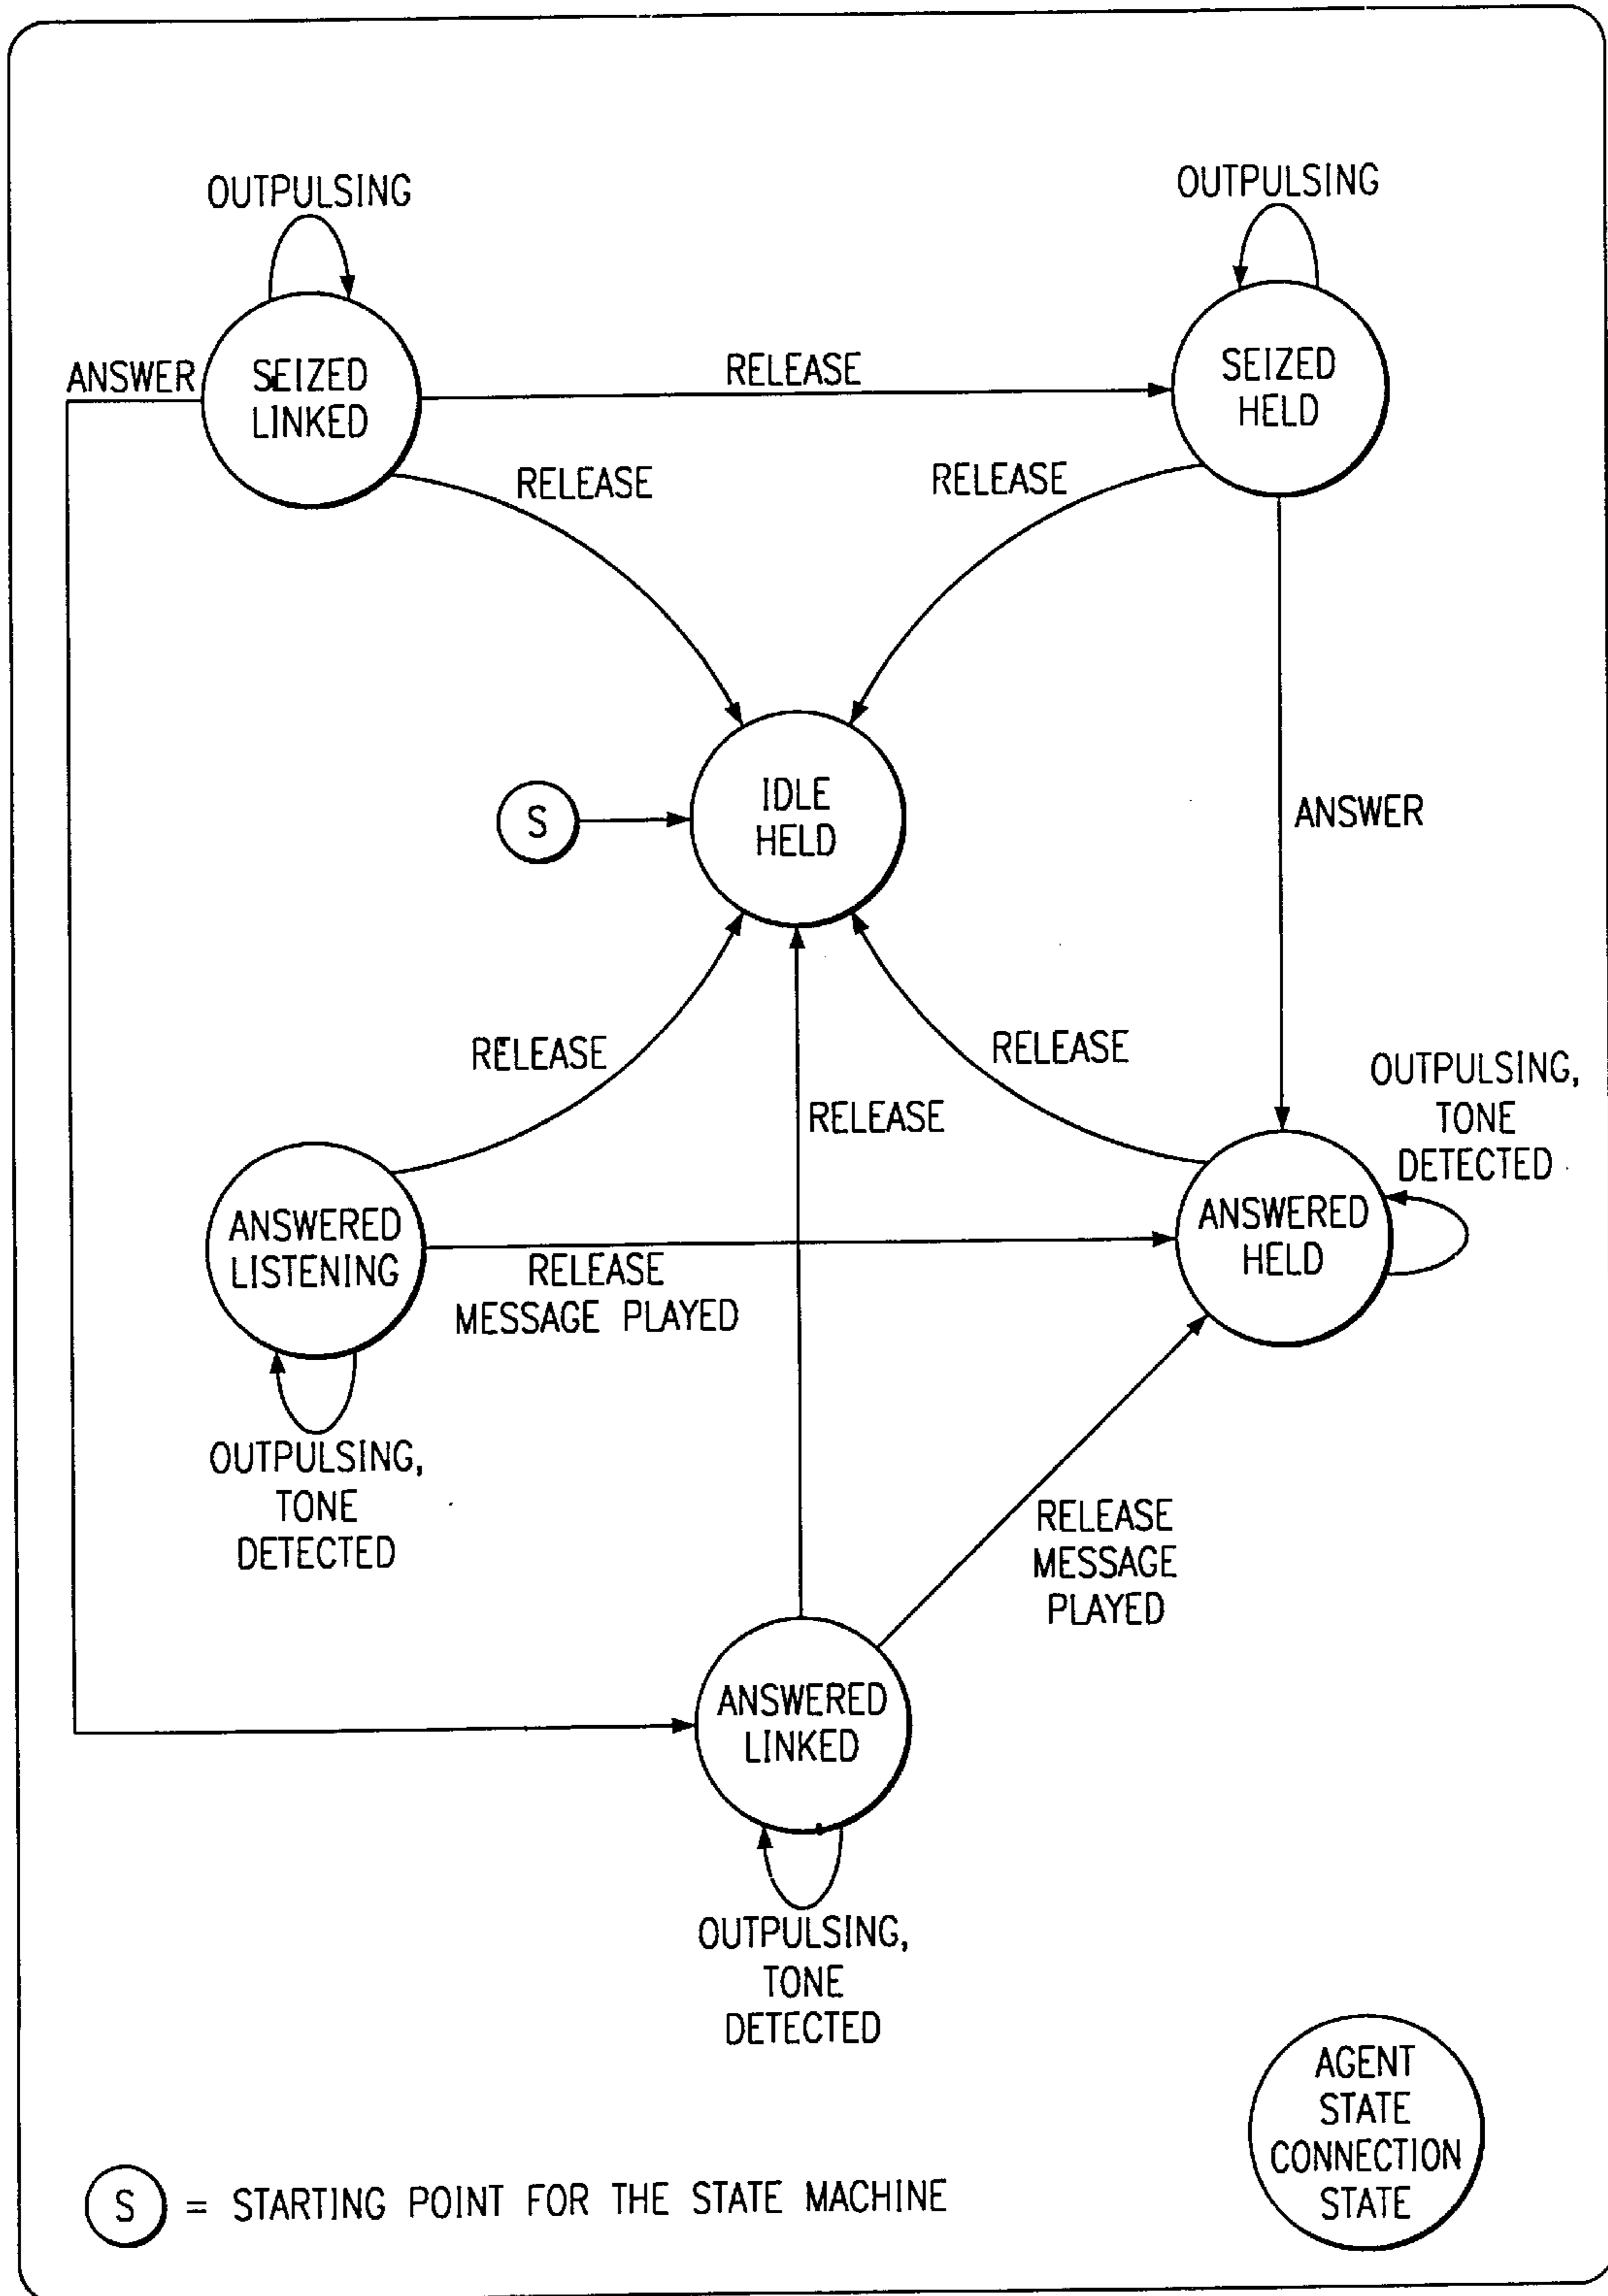 OUTPULSING
OUTPULSING
ANSWER
SEIZED
LINKED
RELEASE
SEIZED
HELD
RELEASE
RELEASE
S
IDLE
HELD
ANSWER
RELEASE
RELEASE
RELEASE
OUTPULSING,
TONE
DETECTED
ANSWERED
LISTENING
RELEASE
MESSAGE PLAYED
ANSWERED
HELD
OUTPULSING,
TONE
DETECTED
RELEASE
MESSAGE
PLAYED
ANSWERED
LINKED
OUTPULSING,
TONE
DETECTED
AGENT
STATE
CONNECTION
STATE
S = STARTING POINT FOR THE STATE MACHINE